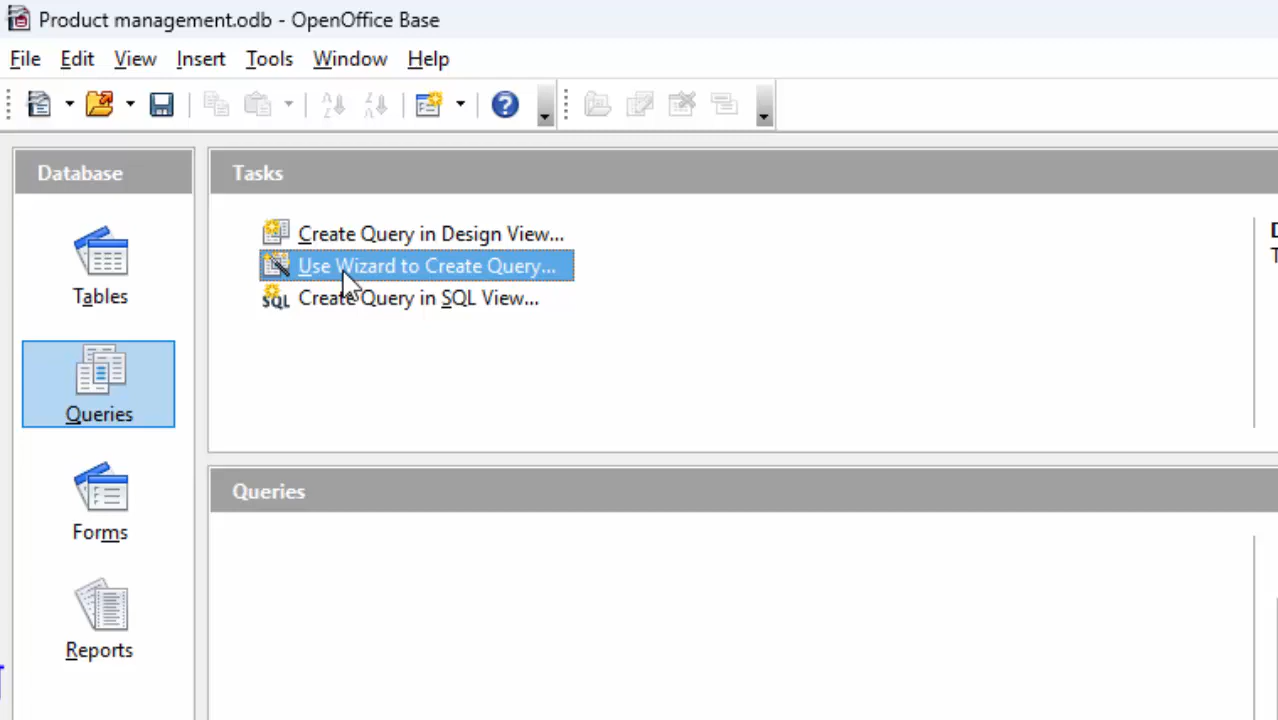 Product management.odb - OpenOffice Base
File Edit View Insert Tools Window Help
Database
Tasks
Create Query in Design View...
Use Wizard to Create Query...
SQL Create Query in SQL View...
Tables
Queries
Forms
Reports
Queries